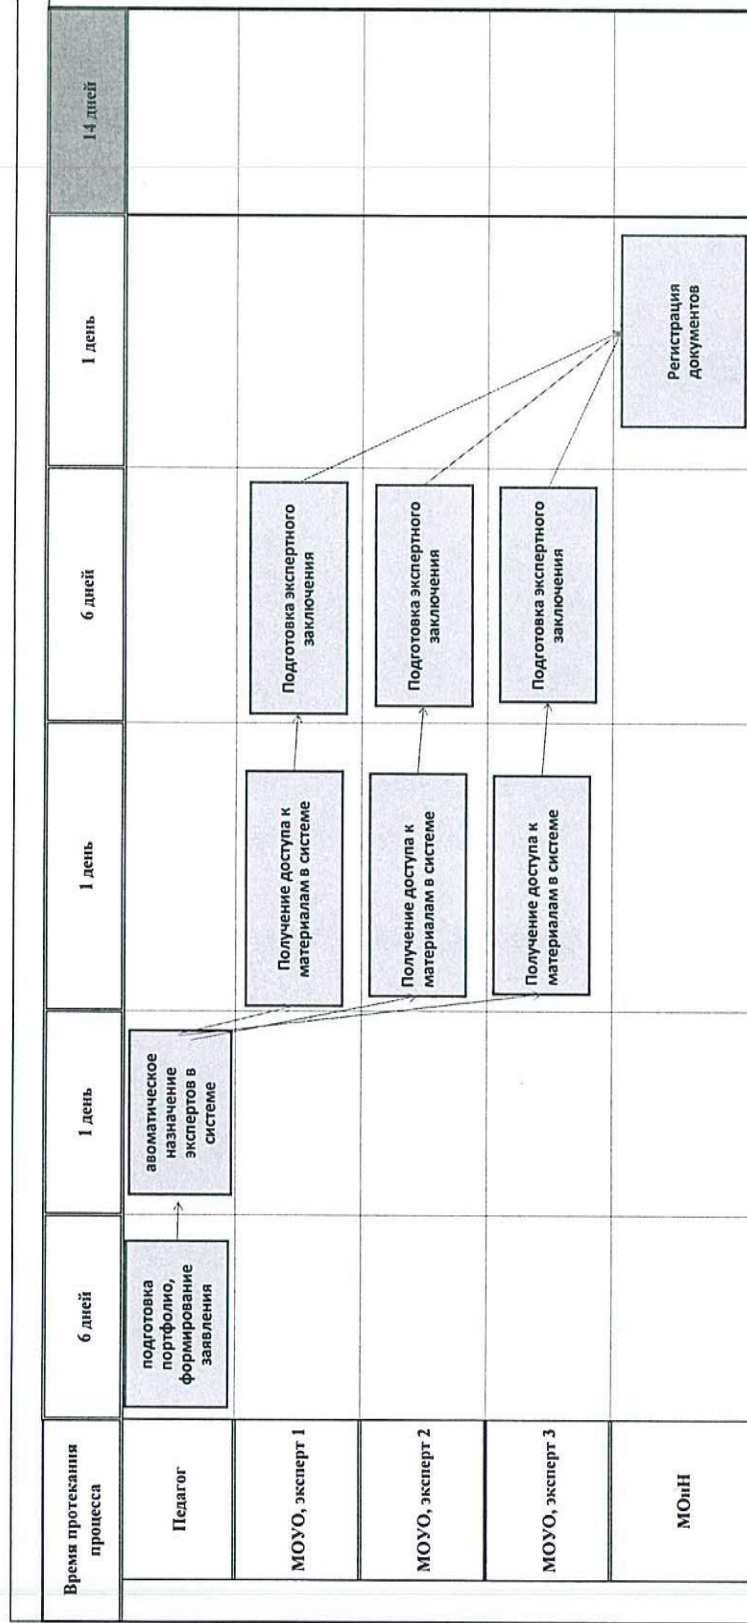 Время протекания
процесса
6 дней
1 день
1 день
6 дней
1 день
14 дней
Педагог
подготовка
портфолио,
формирование
заявления
авоматическое
назначение
экспертов в
системе
МОУО, эксперт 1
Получение доступа к
материалам в системе
Подготовка экспертного
заключения
МОУО, эксперт 2
Получение доступа к
материалам в системе
Подготовка экспертного
заключения
МОУО, эксперт 3
Получение доступа к
материалам в системе
Подготовка экспертного
заключения
МОиН
Регистрация
документов